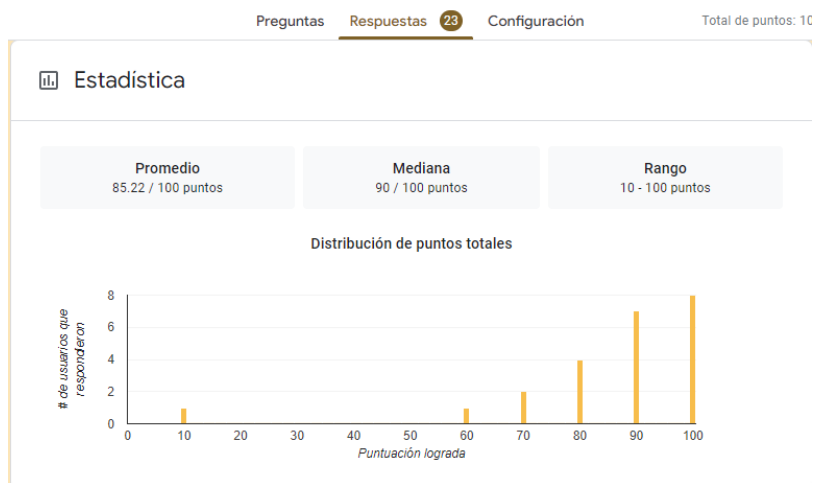 Preguntas Respuestas 23 Configuración Total de puntos: 10
Estadística
Promedio Mediana Rango
85.22 / 100 puntos 90 / 100 puntos 10 - 100 puntos
Distribución de puntos totales
# de usuarios que
respondieron
8
6
4
2
0
0 10 20 30 40 50 60 70 80 90 100
Puntuación lograda